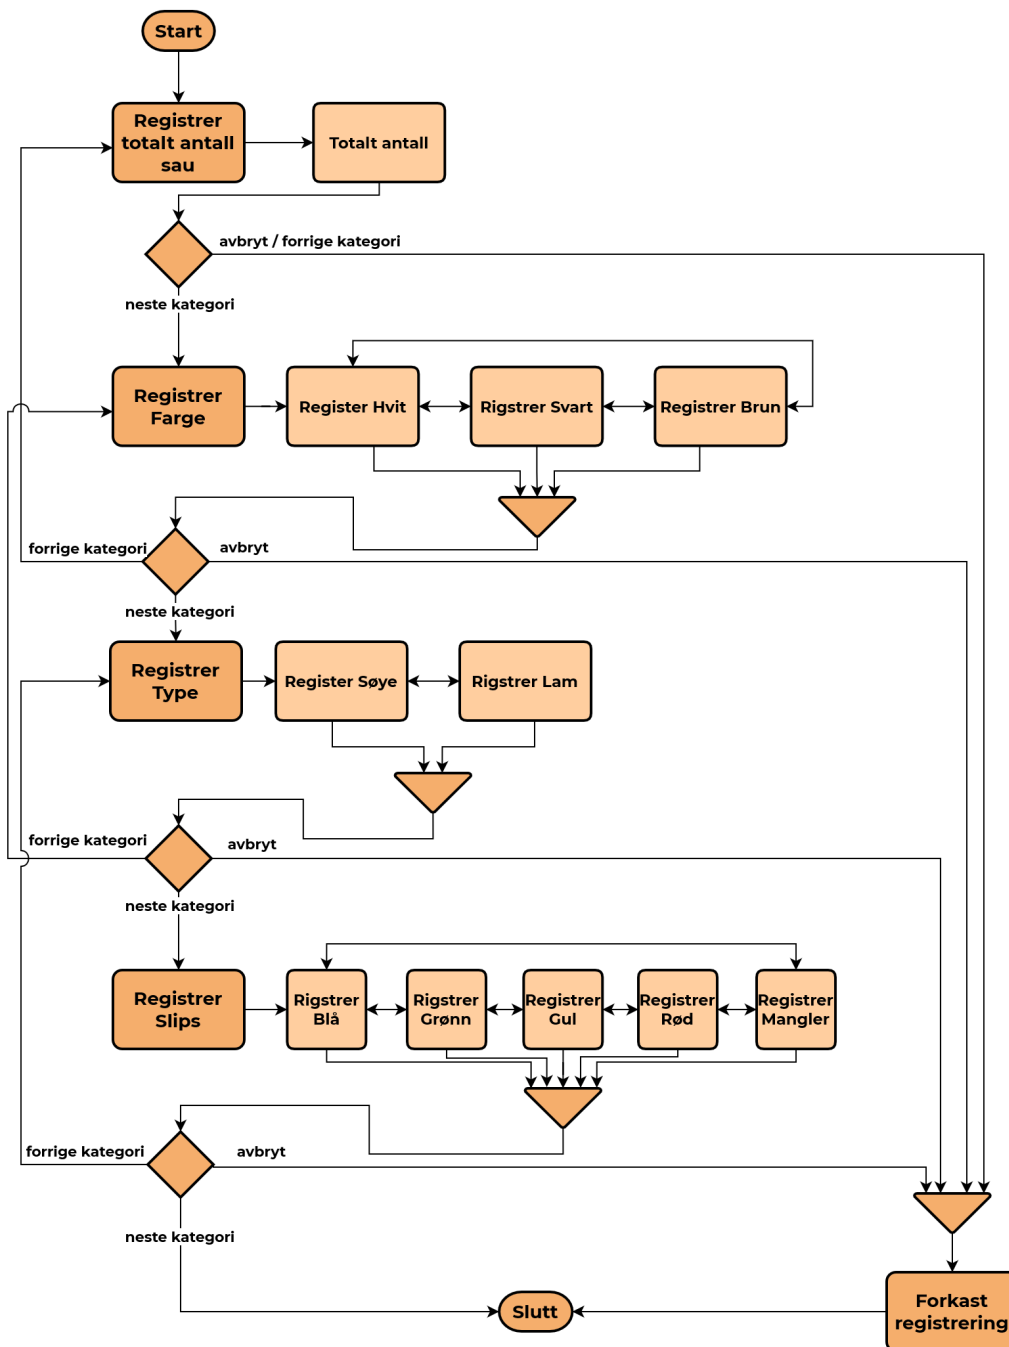 Start
Registrer
totalt antall
sau
Totalt antall
avbryt / forrige kategori
neste kategori
Registrer
Farge
Register Hvit
Rigstrer Svart
Registrer Brun
forrige kategori
avbryt
neste kategori
Registrer
Type
Register Søye
Rigstrer Lam
forrige kategori
avbryt
neste kategori
Registrer
Slips
Rigstrer
Blå
Rigstrer
Grønn
Registrer
Gul
Registrer
Rød
Registrer
Mangler
forrige kategori
avbryt
neste kategori
Slutt
Forkast
registrering